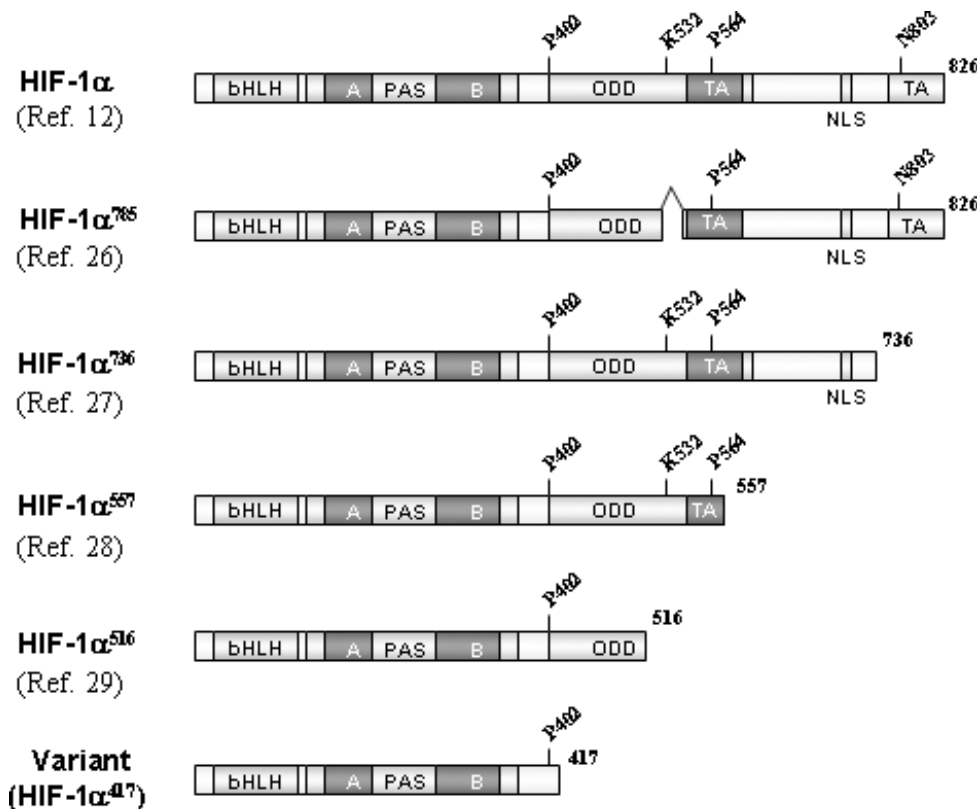 P402 K532 P564 N803
HIF-1α bHLH A PAS B ODD TA TA 826
(Ref. 12) NLS
P402 P564 N803
HIF-1α785 bHLH A PAS B ODD TA TA 826
(Ref. 26) NLS
P402 K532 P564
HIF-1α736 bHLH A PAS B ODD TA 736
(Ref. 27) NLS
P402 K532 P564
HIF-1α557 bHLH A PAS B ODD TA 557
(Ref. 28)
P402
HIF-1α516 bHLH A PAS B ODD 516
(Ref. 29)
P402
Variant 417
(HIF-1α417) bHLH A PAS B